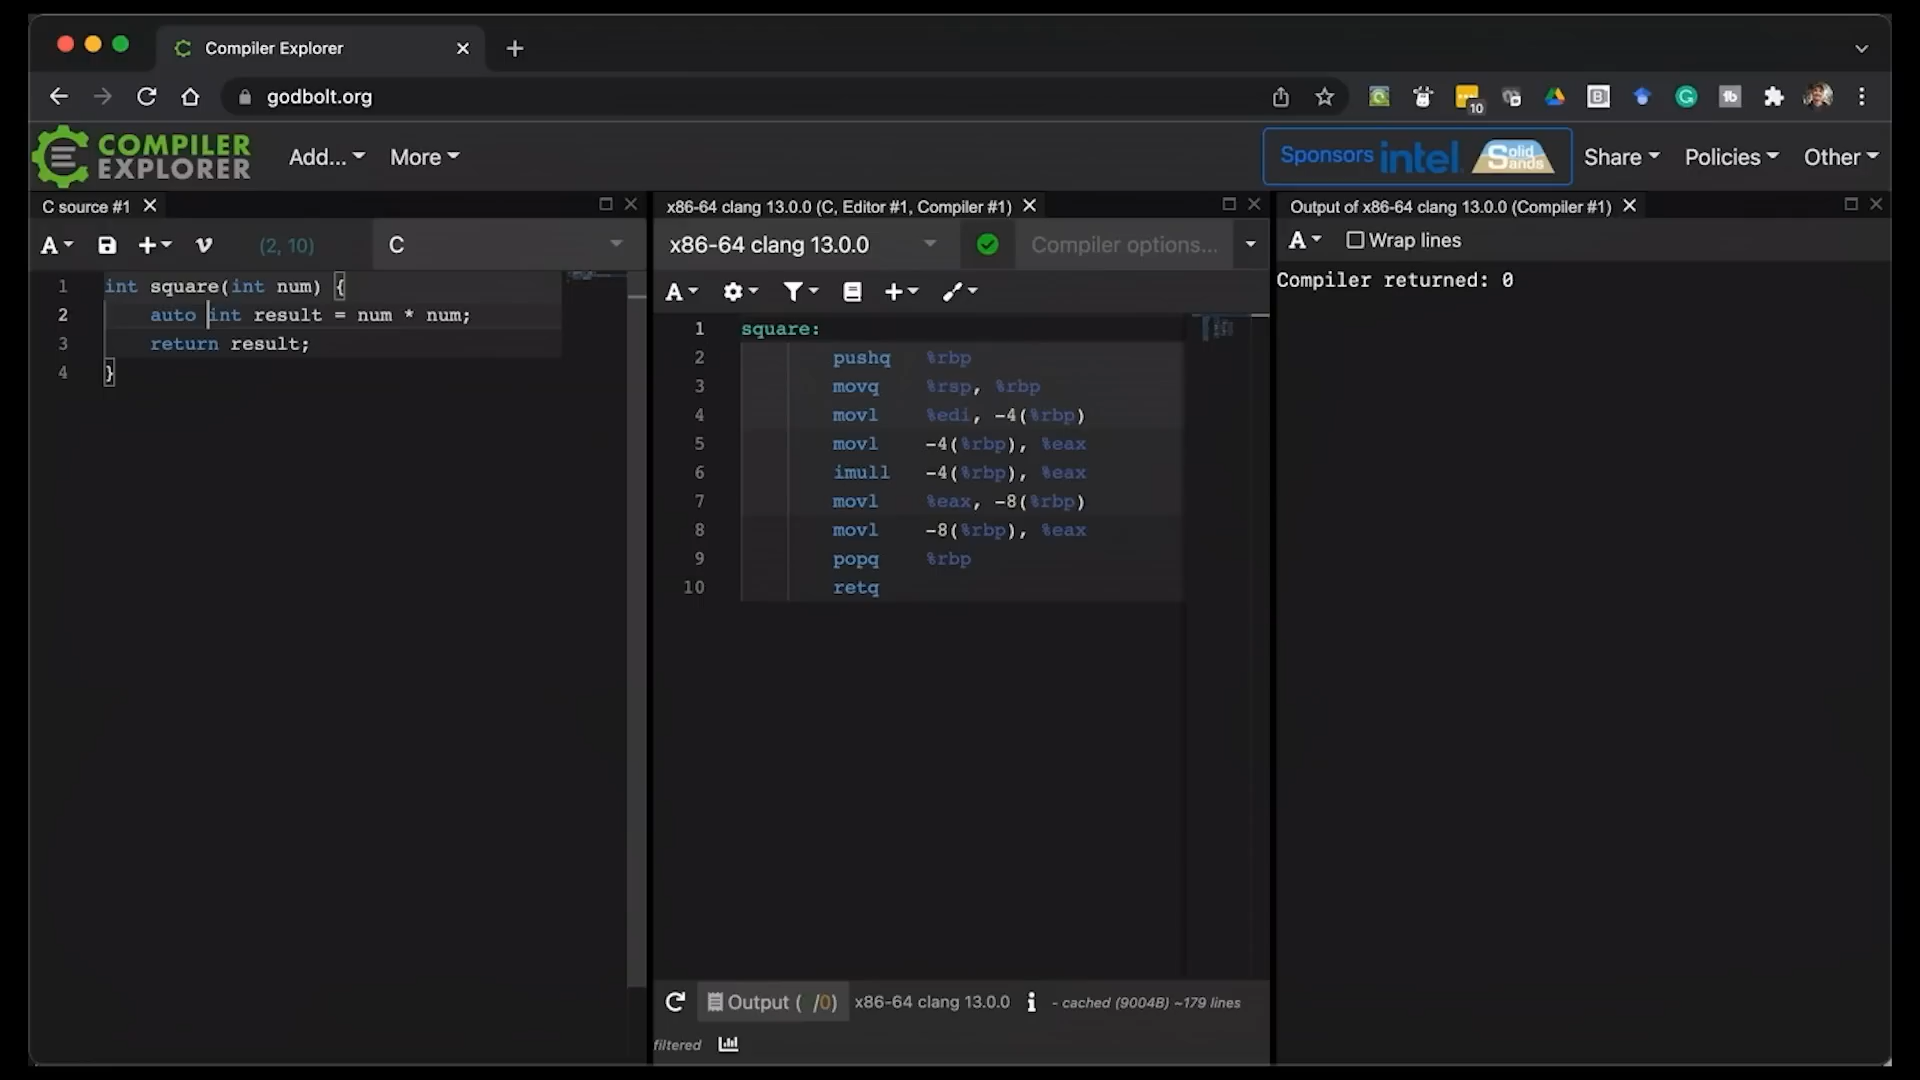 Compiler Explorer
godbolt.org
10
COMPILER
EXPLORER
Add...
More
Sponsors intel. Solid Sands
Share
Policies
Other
C source #1
A
(2, 10)
C
1 int square(int num) {
2 auto int result = num * num;
3 return result;
4 }
x86-64 clang 13.0.0 (C, Editor #1, Compiler #1)
x86-64 clang 13.0.0
Compiler options...
A
1 square:
2 pushq %rbp
3 movq %rsp, %rbp
4 movl %edi, -4(%rbp)
5 movl -4(%rbp), %eax
6 imull -4(%rbp), %eax
7 movl %eax, -8(%rbp)
8 movl -8(%rbp), %eax
9 popq %rbp
10 retq
Output ( /0) x86-64 clang 13.0.0 i - cached (9004B) ~179 lines
filtered
Output of x86-64 clang 13.0.0 (Compiler #1)
A Wrap lines
Compiler returned: 0